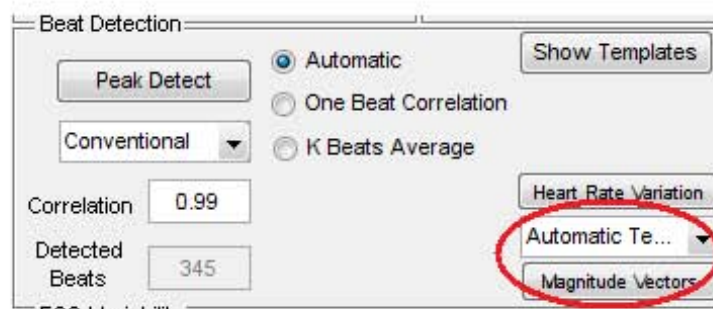 Beat Detection
Peak Detect
Automatic
Show Templates
One Beat Correlation
Conventional
K Beats Average
Correlation
0.99
Heart Rate Variation
Automatic Te...
Detected
Beats
345
Magnitude Vectors